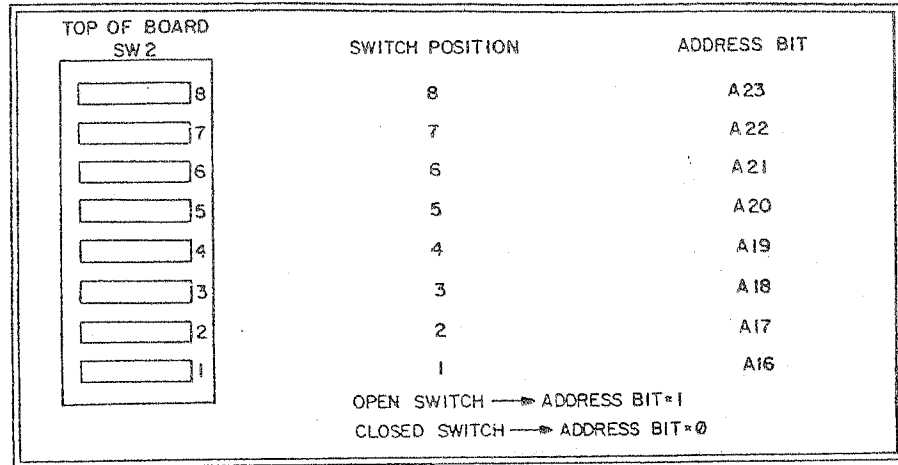 TOP OF BOARD
SW2
SWITCH POSITION ADDRESS BIT
8 8 A23
7 7 A22
6 6 A21
5 5 A20
4 4 A19
3 3 A18
2 2 A17
1 1 A16
OPEN SWITCH → ADDRESS BIT=1
CLOSED SWITCH → ADDRESS BIT=0